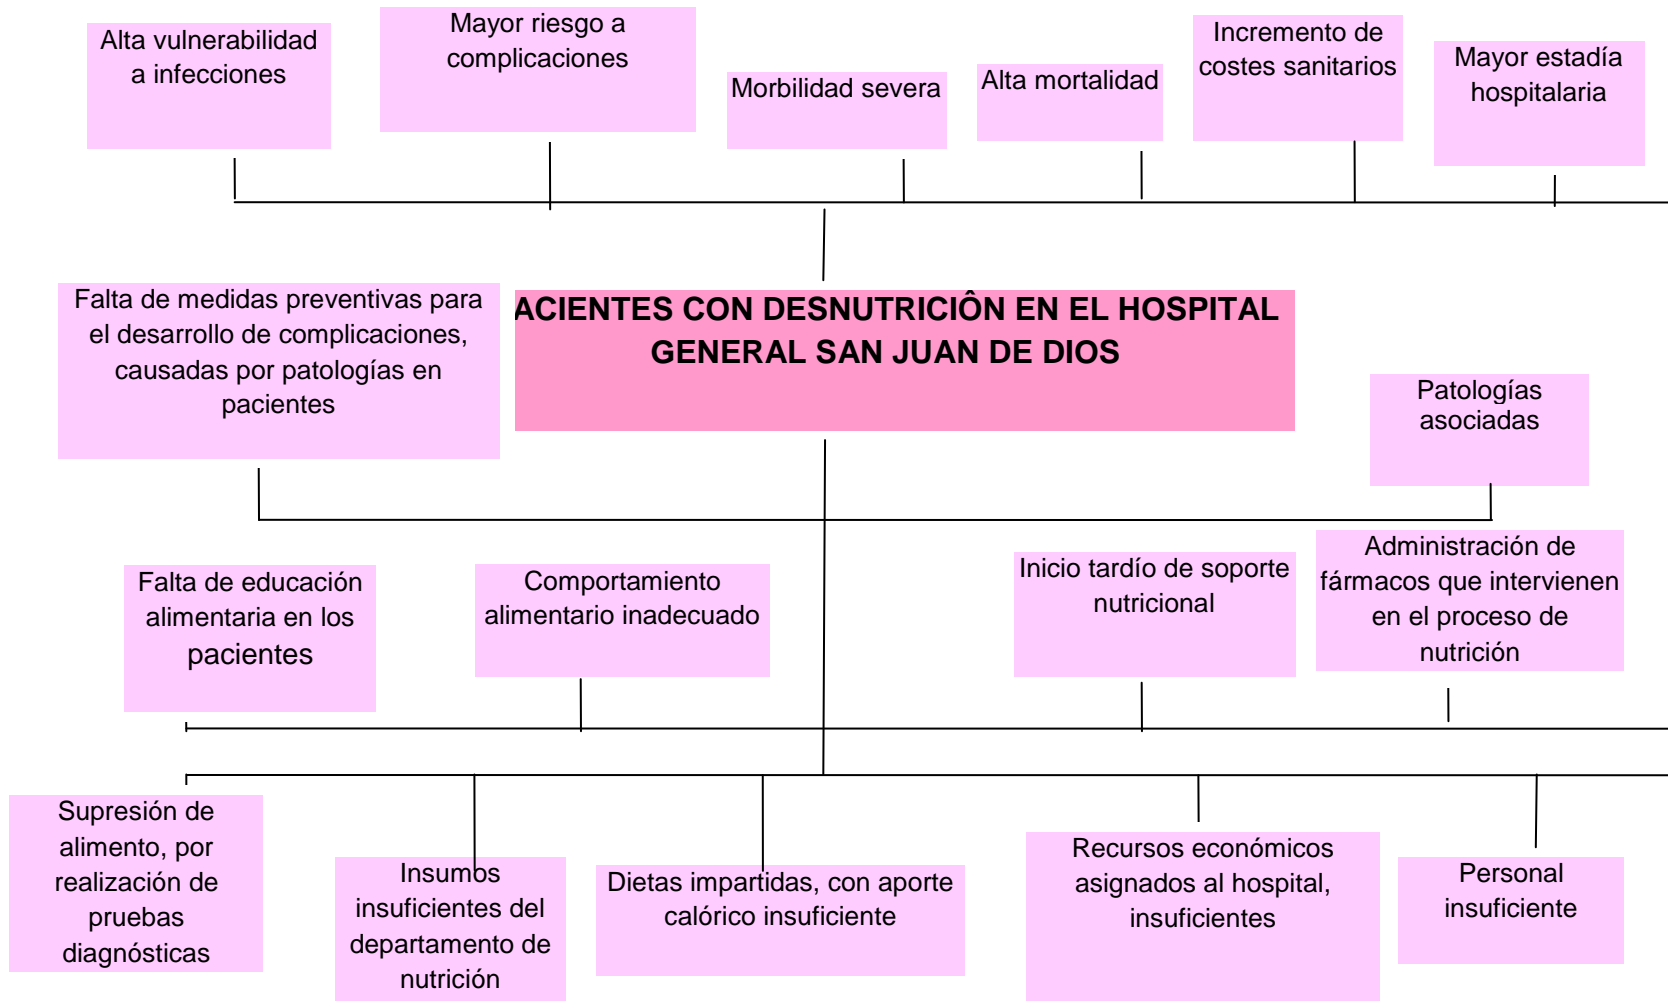 Alta vulnerabilidad
a infecciones
Mayor riesgo a
complicaciones
Morbilidad severa
Alta mortalidad
Incremento de
costes sanitarios
Mayor estadía
hospitalaria
Falta de medidas preventivas para
el desarrollo de complicaciones,
causadas por patologías en
pacientes
ACIENTES CON DESNUTRICIÔN EN EL HOSPITAL
GENERAL SAN JUAN DE DIOS
Patologías
asociadas
Falta de educación
alimentaria en los
pacientes
Comportamiento
alimentario inadecuado
Inicio tardío de soporte
nutricional
Administración de
fármacos que intervienen
en el proceso de
nutrición
Supresión de
alimento, por
realización de
pruebas
diagnósticas
Insumos
insuficientes del
departamento de
nutrición
Dietas impartidas, con aporte
calórico insuficiente
Recursos económicos
asignados al hospital,
insuficientes
Personal
insuficiente